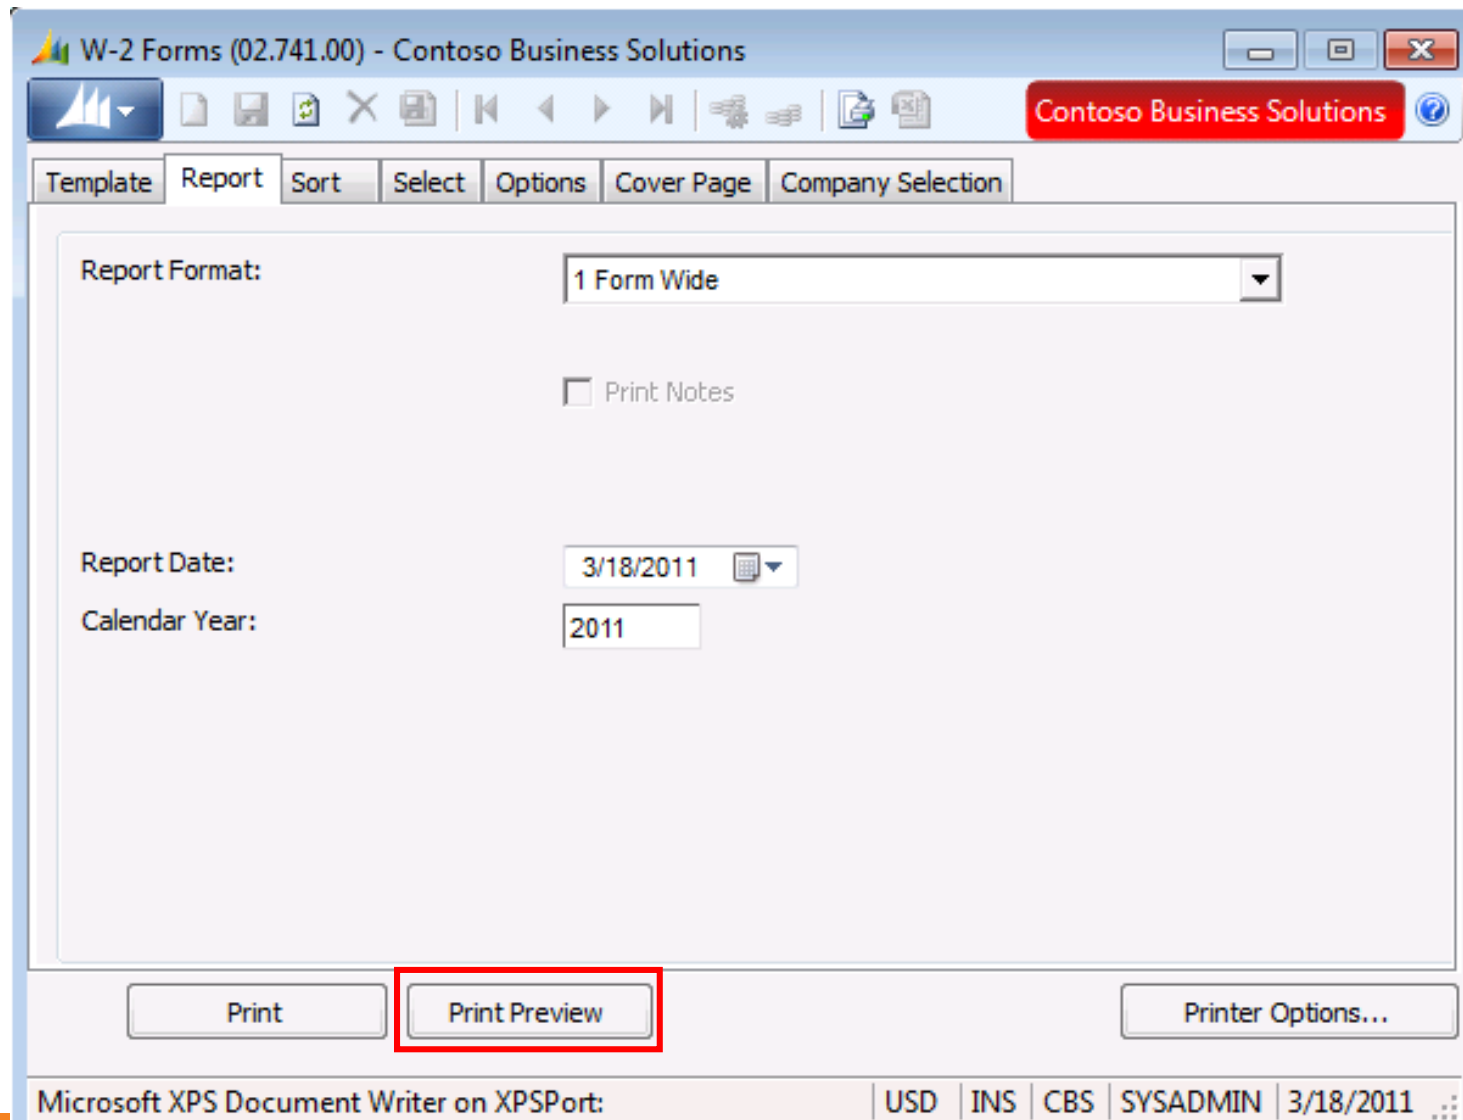 W-2 Forms (02.741.00) - Contoso Business Solutions
Contoso Business Solutions
Template Report Sort Select Options Cover Page Company Selection
Report Format: 1 Form Wide
Print Notes
Report Date: 3/18/2011
Calendar Year: 2011
Print Print Preview Printer Options...
Microsoft XPS Document Writer on XPSPort: USD INS CBS SYSADMIN 3/18/2011